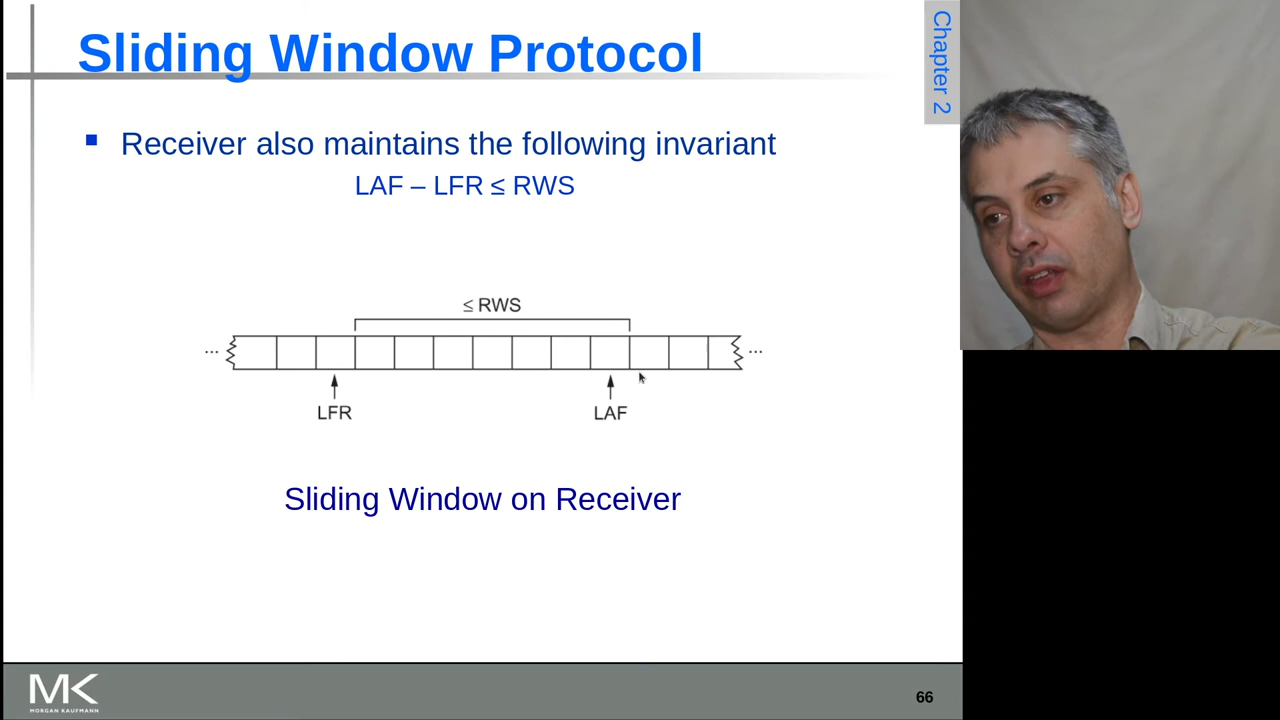 Sliding Window Protocol
Chapter 2
Receiver also maintains the following invariant
LAF – LFR ≤ RWS
≤ RWS
... ...
LFR LAF
Sliding Window on Receiver
MK
MORGAN KAUFMANN
66